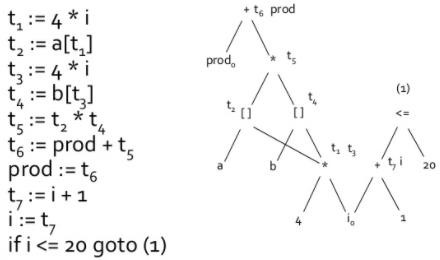 t₁ := 4 * i
t₂ := a[t₁]
t₃ := 4 * i
t₄ := b[t₃]
t₅ := t₂ * t₄
t₆ := prod + t₅
prod := t₆
t₇ := i + 1
i := t₇
if i <= 20 goto (1)
+ t₆ prod
prod₀ * t₅
(1)
t₂ [ ] [ ] t₄ <=
a b * t₁ t₃ + t₇ i 20
4 i₀ 1